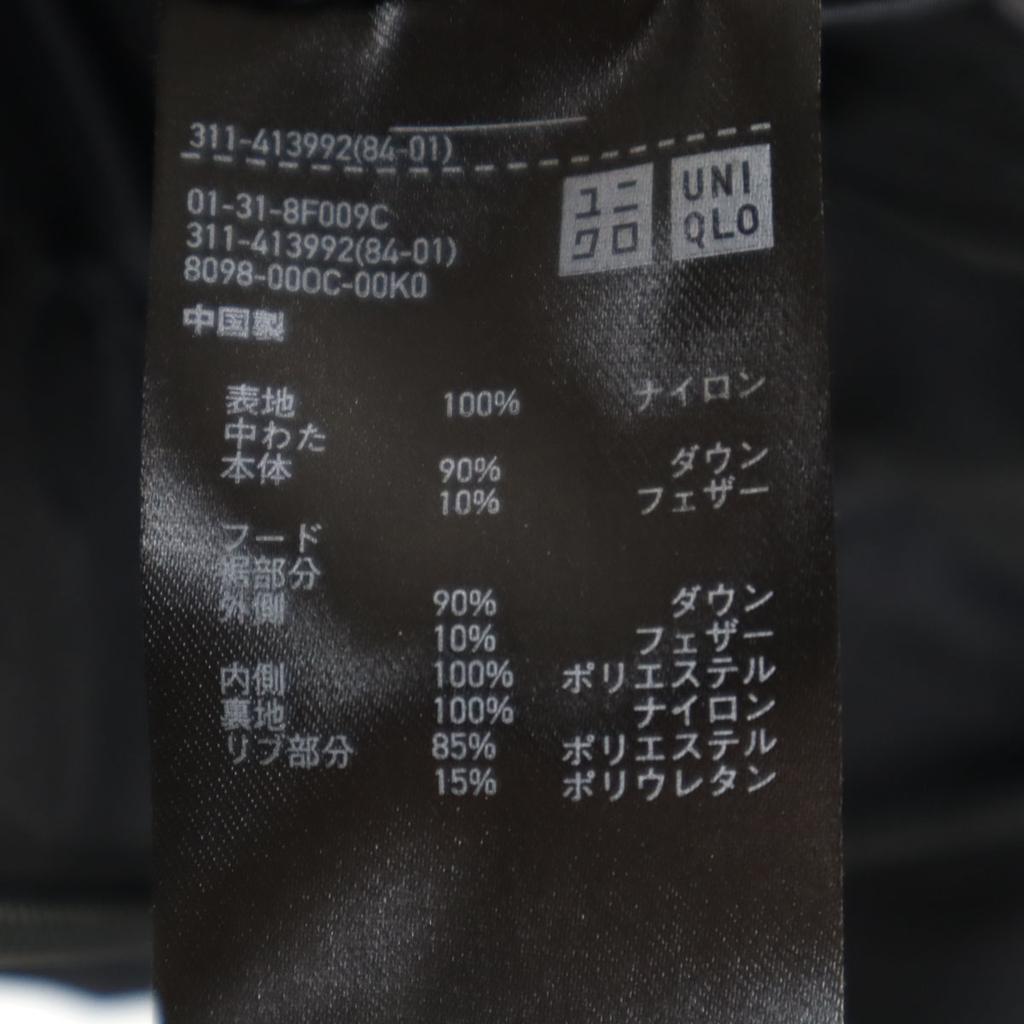 311-413992(84-01)
ユニ
クロ
UNI
QLO
01-31-8F009C
311-413992(84-01)
8098-000C-00K0
中国製
表地 100% ナイロン
中わた
本体 90% ダウン
10% フェザー
フード
裾部分
外側 90% ダウン
10% フェザー
内側 100% ポリエステル
裏地 100% ナイロン
リブ部分 85% ポリエステル
15% ポリウレタン